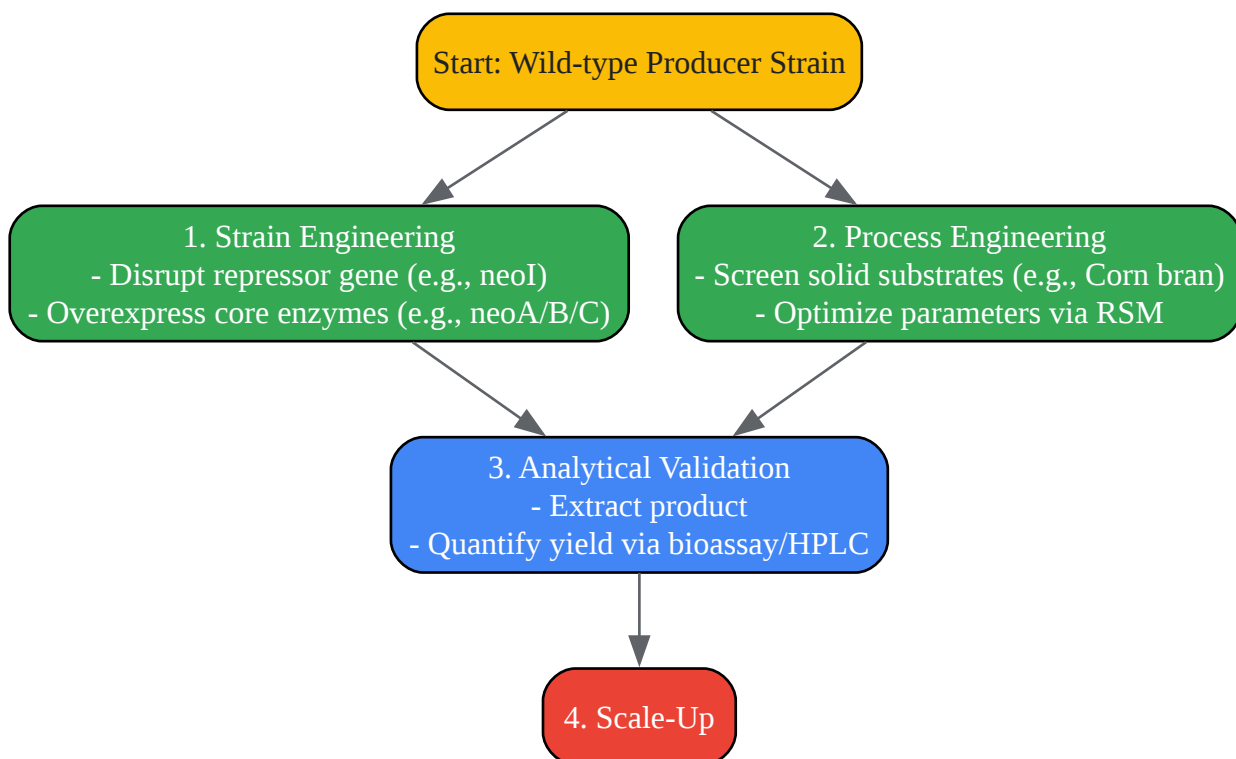 Start: Wild-type Producer Strain
1. Strain Engineering
- Disrupt repressor gene (e.g., neoI)
- Overexpress core enzymes (e.g., neoA/B/C)
2. Process Engineering
- Screen solid substrates (e.g., Corn bran)
- Optimize parameters via RSM
3. Analytical Validation
- Extract product
- Quantify yield via bioassay/HPLC
4. Scale-Up